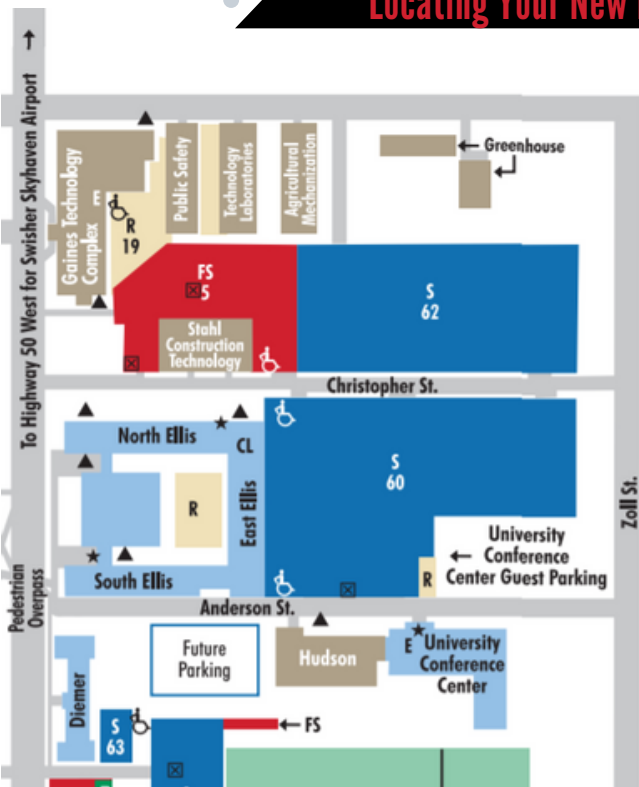 Locating Your New
To Highway 50 West for Swisher Skyhaven Airport
Gaines Technology
Complex
E
R
19
Public Safety
Technology
Laboratories
Agricultural
Mechanization
Greenhouse
FS
5
S
62
Stahl
Construction
Technology
Christopher St.
North Ellis
CL
S
60
R
East Ellis
Zoll St.
South Ellis
University
Conference
Center Guest Parking
R
Pedestrian
Overpass
Anderson St.
Future
Parking
Hudson
E
University
Conference
Center
Diemer
S
63
FS